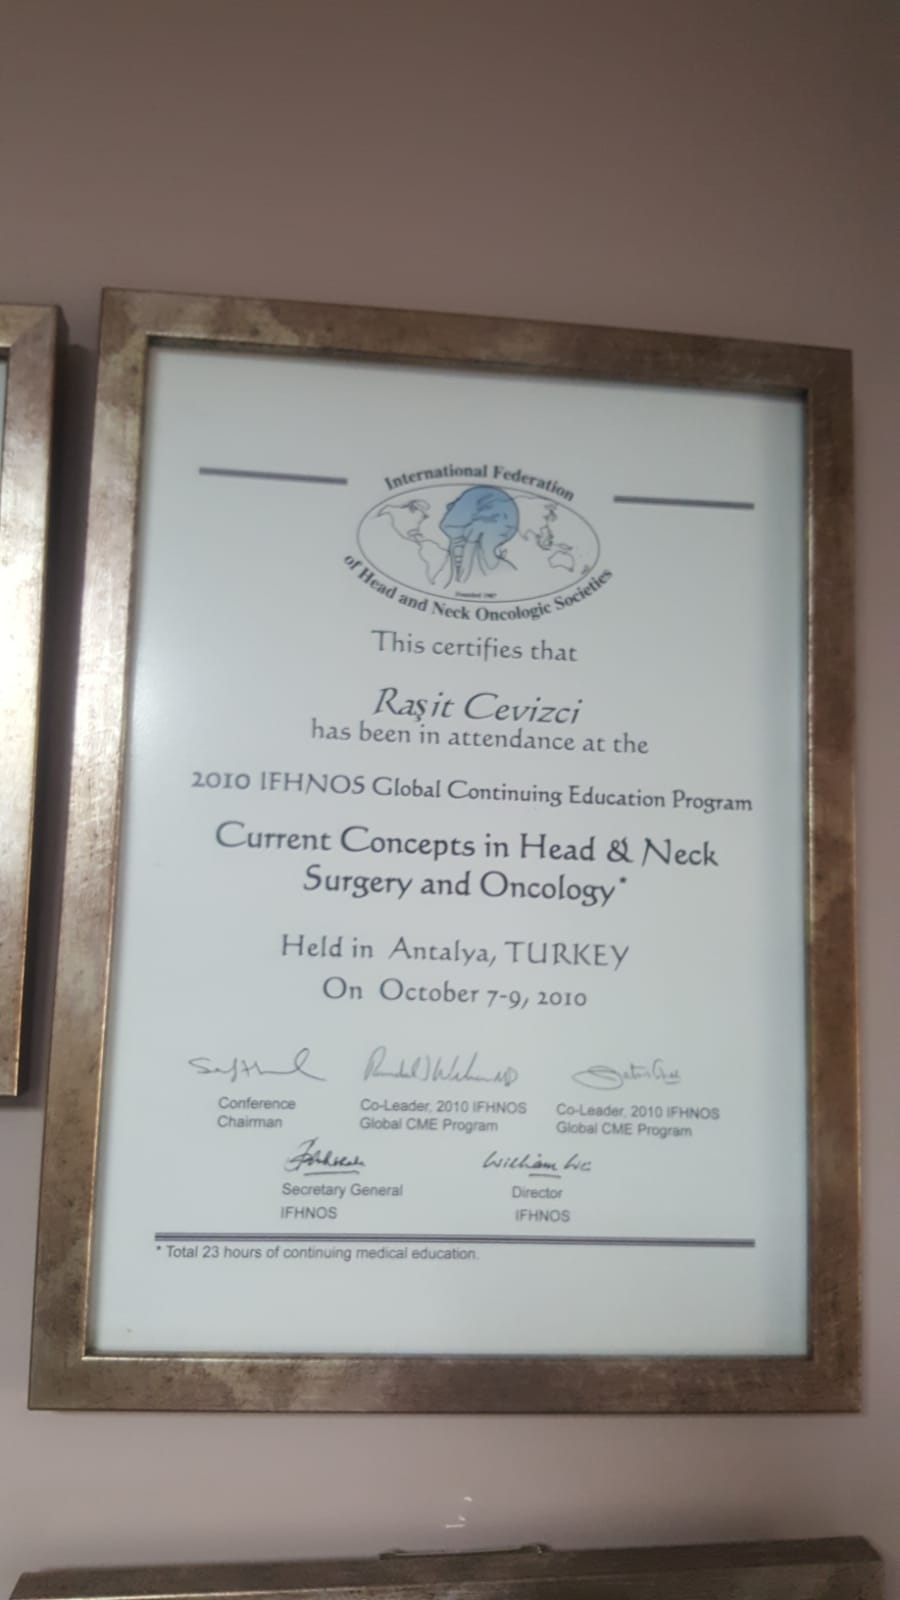 International Federation
of Head and Neck Oncologic Societies
This certifies that
Raşit Cevizci
has been in attendance at the
2010 IFHNOS Global Continuing Education Program
Current Concepts in Head & Neck
Surgery and Oncology*
Held in Antalya, TURKEY
On October 7-9, 2010
Conference
Chairman
Co-Leader, 2010 IFHNOS
Global CME Program
Co-Leader, 2010 IFHNOS
Global CME Program
Secretary General
IFHNOS
William
Director
IFHNOS
* Total 23 hours of continuing medical education.